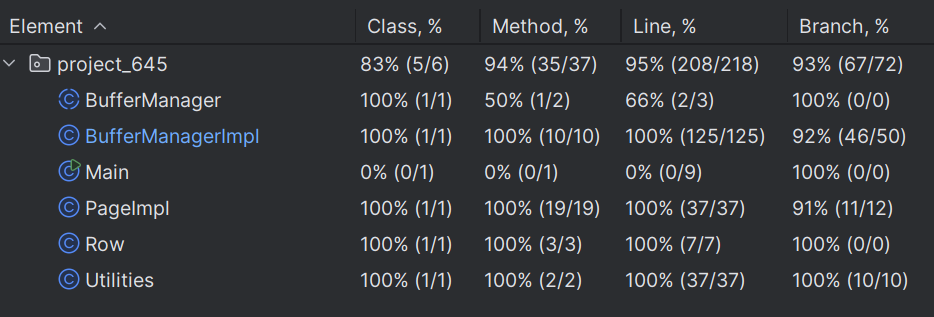 Element Class, % Method, % Line, % Branch, %
project_645 83% (5/6) 94% (35/37) 95% (208/218) 93% (67/72)
BufferManager 100% (1/1) 50% (1/2) 66% (2/3) 100% (0/0)
BufferManagerImpl 100% (1/1) 100% (10/10) 100% (125/125) 92% (46/50)
Main 0% (0/1) 0% (0/1) 0% (0/9) 100% (0/0)
PageImpl 100% (1/1) 100% (19/19) 100% (37/37) 91% (11/12)
Row 100% (1/1) 100% (3/3) 100% (7/7) 100% (0/0)
Utilities 100% (1/1) 100% (2/2) 100% (37/37) 100% (10/10)